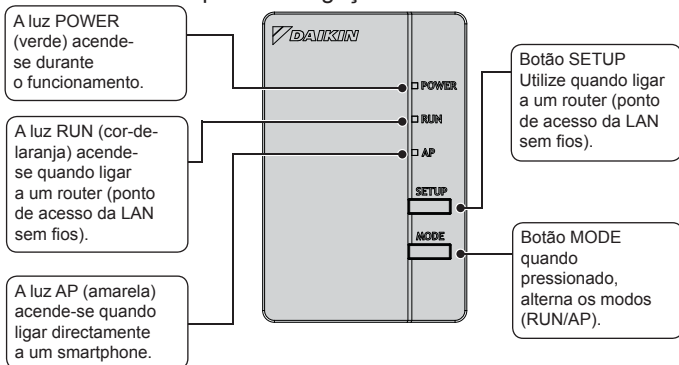 A luz POWER
(verde) acende-
se durante
o funcionamento.
A luz RUN (cor-de-
laranja) acende-
se quando ligar
a um router (ponto
de acesso da LAN
sem fios).
A luz AP (amarela)
acende-se quando
ligar directamente
a um smartphone.
DAIKIN
POWER
RUN
AP
SETUP
MODE
Botão SETUP
Utilize quando ligar
a um router (ponto
de acesso da LAN
sem fios).
Botão MODE
quando
pressionado,
alterna os modos
(RUN/AP).